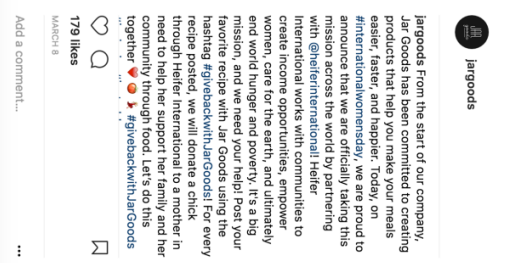 jargoods
jargoods From the start of our company,
Jar Goods has been committed to creating
products that help you make your meals
easier, faster, and happier. Today, on
#internationalwomensday, we are proud to
announce that we are officially taking this
mission across the world by partnering
with @heiferinternational! Heifer
International works with communities to
create income opportunities, empower
women, care for the earth, and ultimately
end world hunger and poverty. It's a big
mission, and we need your help! Post your
favorite recipe with Jar Goods using the
hashtag #givebackwithJarGoods! For every
recipe posted, we will donate a chick
through Heifer International to a mother in
need to help her support her family and her
community through food. Let's do this
together ❤️🍅💃 #givebackwithJarGoods
179 likes
MARCH 8
Add a comment...